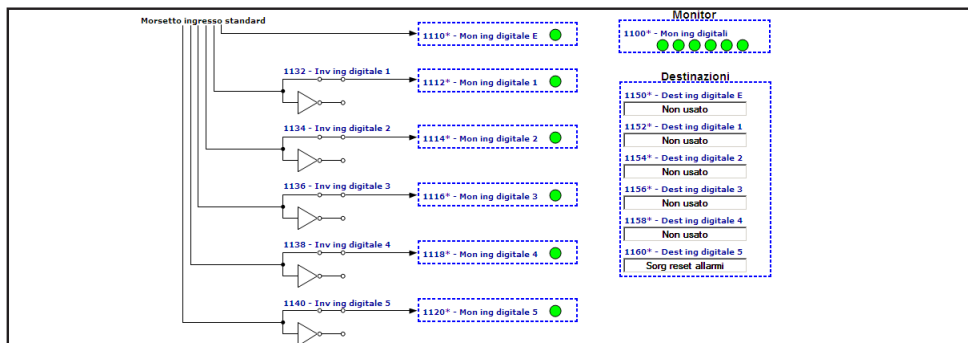 Morsetto ingresso standard
1110* - Mon ing digitale E
1132 - Inv ing digitale 1
1112* - Mon ing digitale 1
1134 - Inv ing digitale 2
1114* - Mon ing digitale 2
1136 - Inv ing digitale 3
1116* - Mon ing digitale 3
1138 - Inv ing digitale 4
1118* - Mon ing digitale 4
1140 - Inv ing digitale 5
1120* - Mon ing digitale 5
Monitor
1100* - Mon ing digitali
Destinazioni
1150* - Dest ing digitale E
Non usato
1152* - Dest ing digitale 1
Non usato
1154* - Dest ing digitale 2
Non usato
1156* - Dest ing digitale 3
Non usato
1158* - Dest ing digitale 4
Non usato
1160* - Dest ing digitale 5
Sorg reset allarmi